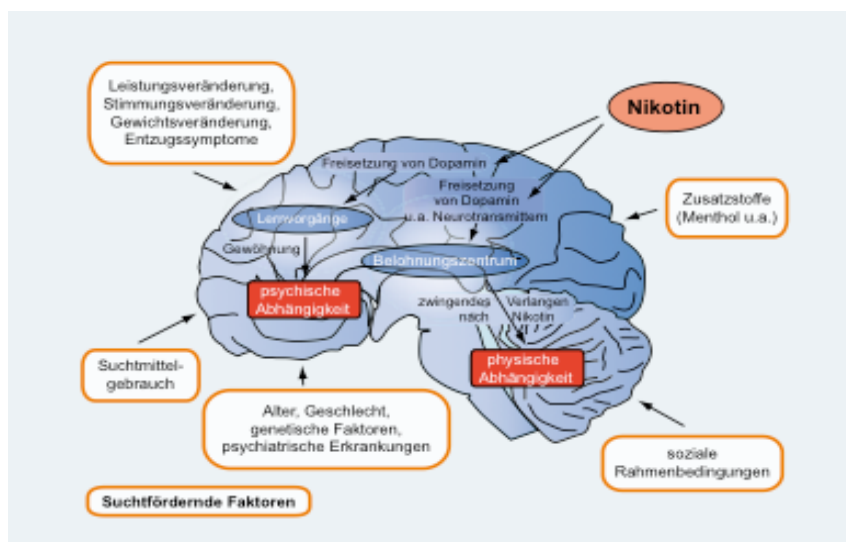 Leistungsveränderung,
Stimmungsveränderung,
Gewichtsveränderung,
Entzugssymptome
Nikotin
Freisetzung von Dopamin
Freisetzung
von Dopamin
u.a. Neurotransmittern
Zusatzstoffe
(Menthol u.a.)
Lernvorgänge
Gewöhnung
Belohnungszentrum
psychische
Abhängigkeit
zwingendes Verlangen
nach Nikotin
physische
Abhängigkeit
Suchtmittel-
gebrauch
Alter, Geschlecht,
genetische Faktoren,
psychiatrische Erkrankungen
soziale
Rahmenbedingungen
Suchtfördernde Faktoren